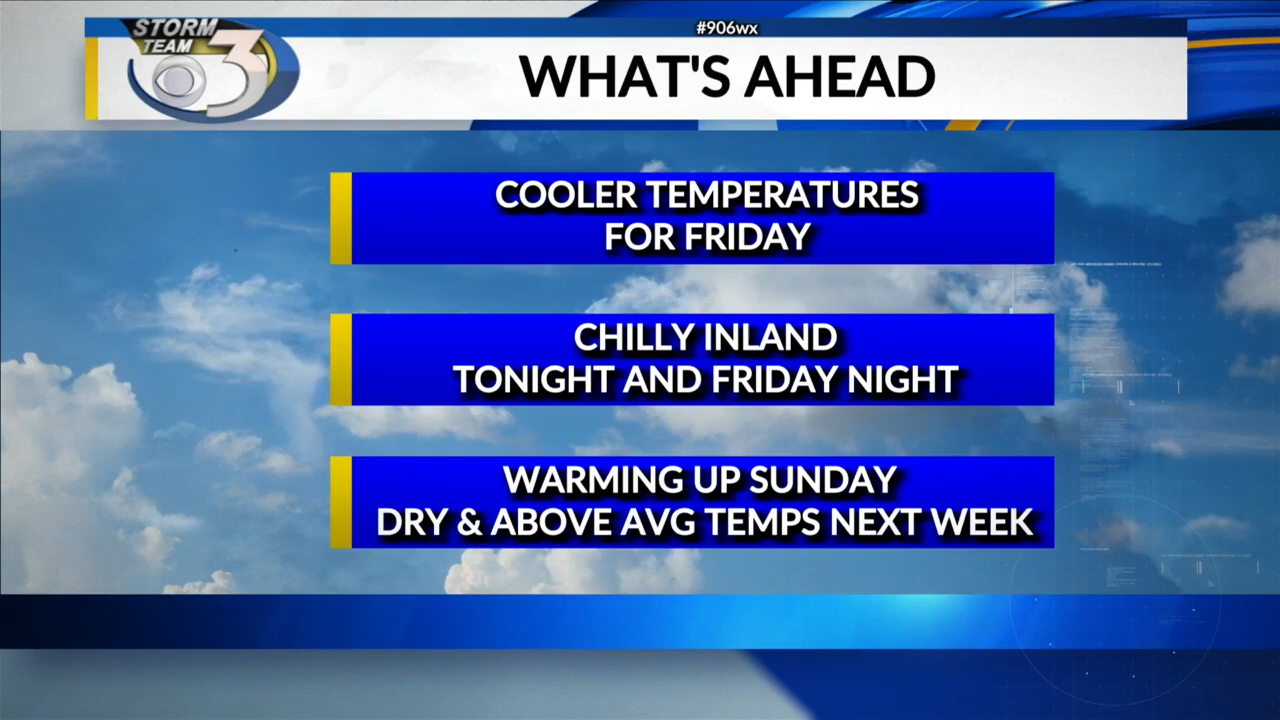 #906wx
STORM
TEAM
3
WHAT'S AHEAD
COOLER TEMPERATURES
FOR FRIDAY
CHILLY INLAND
TONIGHT AND FRIDAY NIGHT
WARMING UP SUNDAY
DRY & ABOVE AVG TEMPS NEXT WEEK